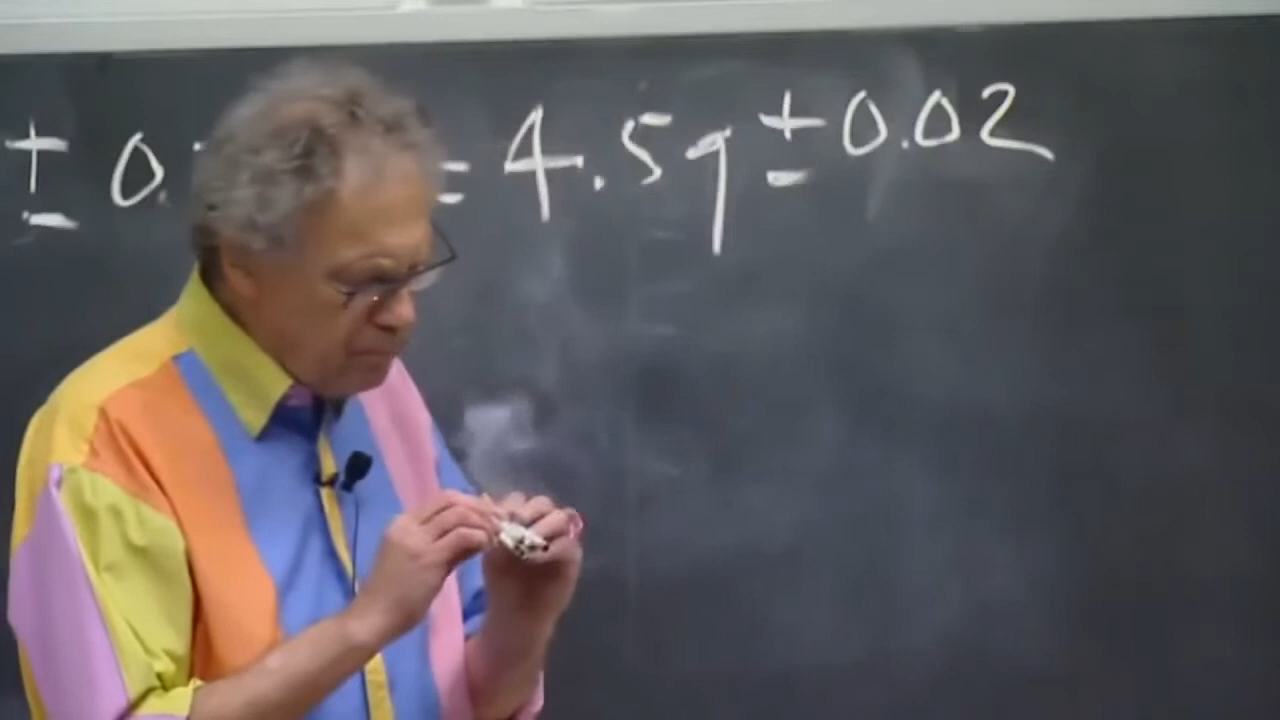 ± 0. = 4.59 ± 0.02